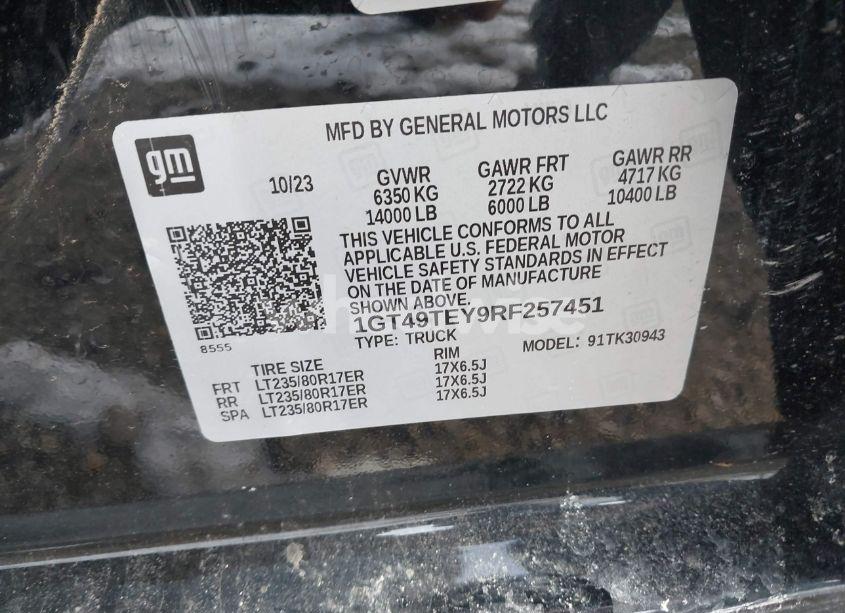 MFD BY GENERAL MOTORS LLC
gm
10/23
GVWR GAWR FRT GAWR RR
6350 KG 2722 KG 4717 KG
14000 LB 6000 LB 10400 LB
THIS VEHICLE CONFORMS TO ALL
APPLICABLE U.S. FEDERAL MOTOR
VEHICLE SAFETY STANDARDS IN EFFECT
ON THE DATE OF MANUFACTURE
SHOWN ABOVE.
1GT49TEY9RF257451
8555
TYPE: TRUCK MODEL: 91TK30943
TIRE SIZE RIM
FRT LT235/80R17ER 17X6.5J
RR LT235/80R17ER 17X6.5J
SPA LT235/80R17ER 17X6.5J